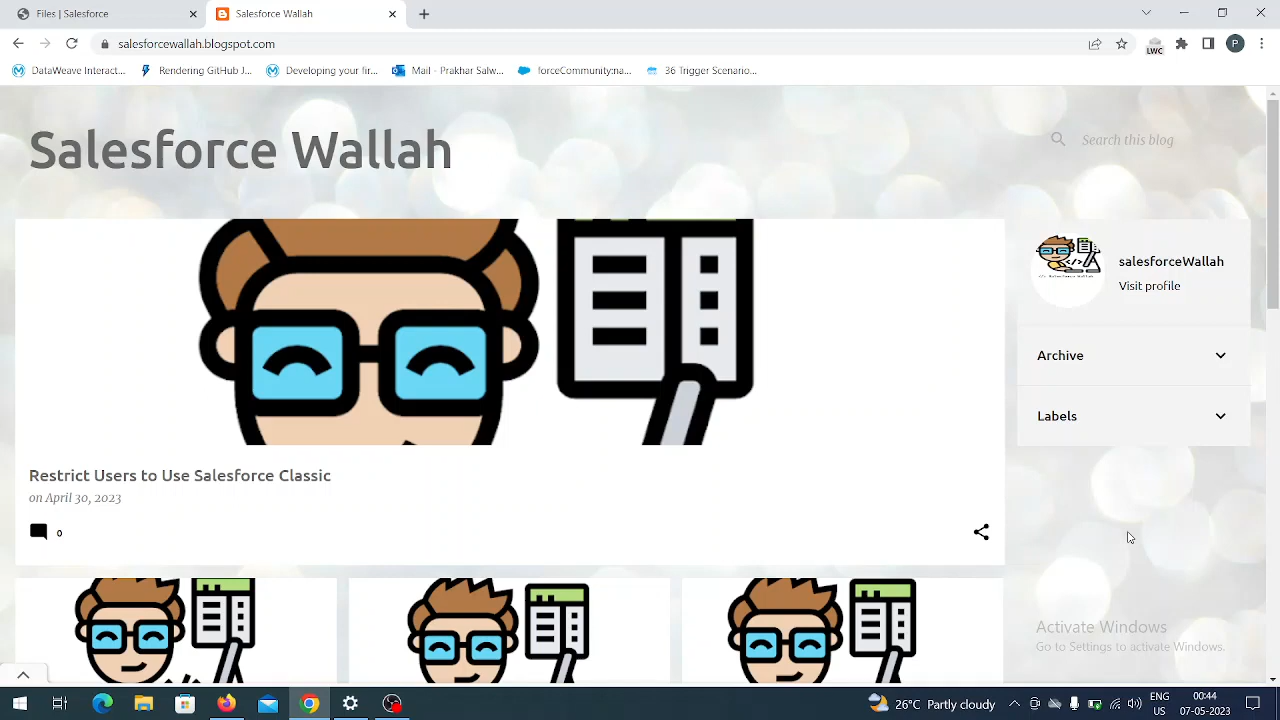 Files | Salesforce
Salesforce Wallah
salesforcewallah.blogspot.com
DataWeave Interact...
Rendering GitHub J...
Developing your fir...
Mail - Prakhar Salw...
forceCommunity:na...
36 Trigger Scenario...
Salesforce Wallah
Search this blog
salesforceWallah
Visit profile
Archive
Labels
Restrict Users to Use Salesforce Classic
on April 30, 2023
0
Activate Windows
Go to Settings to activate Windows.
26°C Partly cloudy
ENG
IN
00:44
07-05-2023
LWC
P